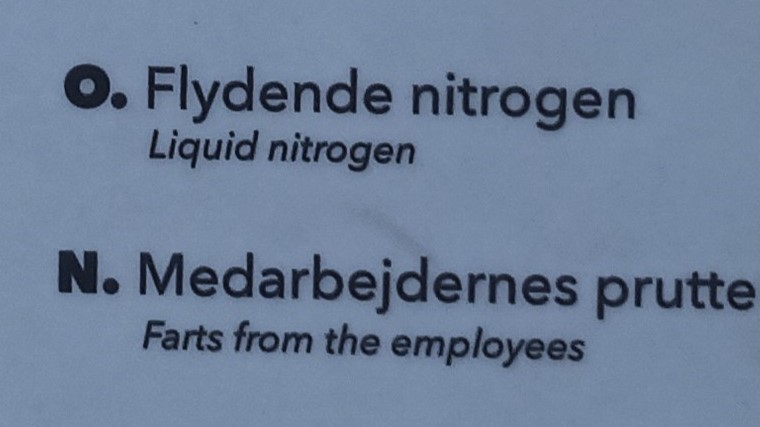 O. Flydende nitrogen
Liquid nitrogen
N. Medarbejdernes prutte
Farts from the employees